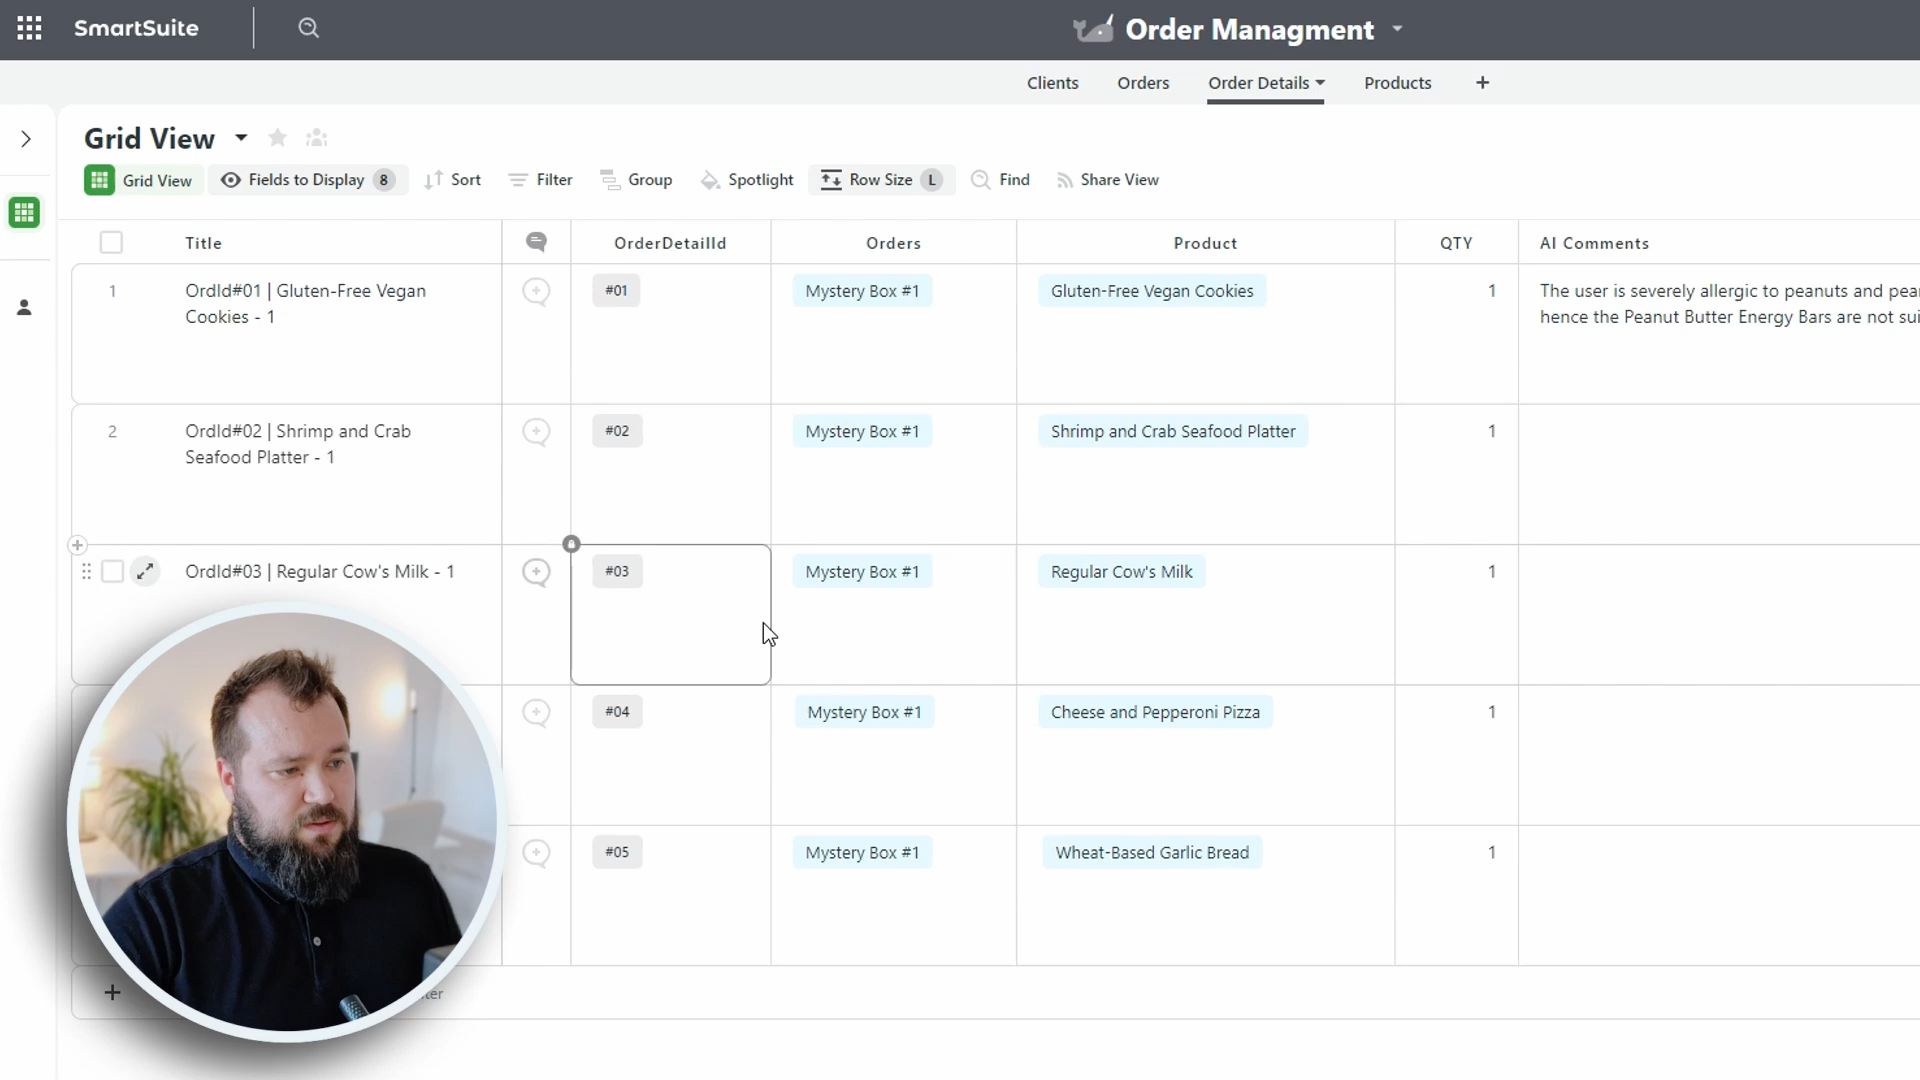 SmartSuite
Order Managment
Clients Orders Order Details Products +
Grid View
Grid View Fields to Display 8 Sort Filter Group Spotlight Row Size L Find Share View
Title OrderDetailId Orders Product QTY AI Comments
1 OrdId#01 | Gluten-Free Vegan #01 Mystery Box #1 Gluten-Free Vegan Cookies 1 The user is severely allergic to peanuts and
Cookies - 1 hence the Peanut Butter Energy Bars are not
2 OrdId#02 | Shrimp and Crab #02 Mystery Box #1 Shrimp and Crab Seafood Platter 1
Seafood Platter - 1
OrdId#03 | Regular Cow's Milk - 1 #03 Mystery Box #1 Regular Cow's Milk 1
#04 Mystery Box #1 Cheese and Pepperoni Pizza 1
#05 Mystery Box #1 Wheat-Based Garlic Bread 1
+